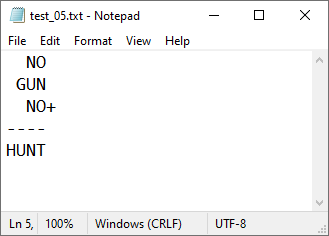 test_05.txt - Notepad
File Edit Format View Help
  NO
 GUN
  NO+
----
HUNT
Ln 5, 100% Windows (CRLF) UTF-8